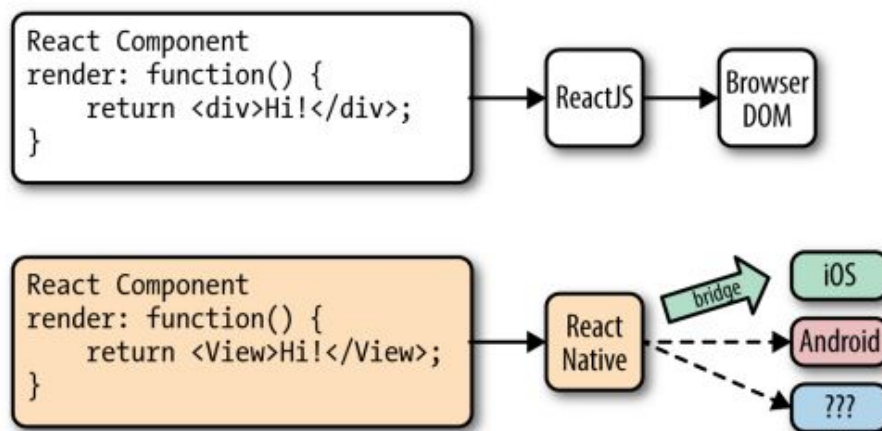 React Component
render: function() {
    return <div>Hi!</div>;
}
ReactJS
Browser
DOM
React Component
render: function() {
    return <View>Hi!</View>;
}
React
Native
bridge
iOS
Android
???